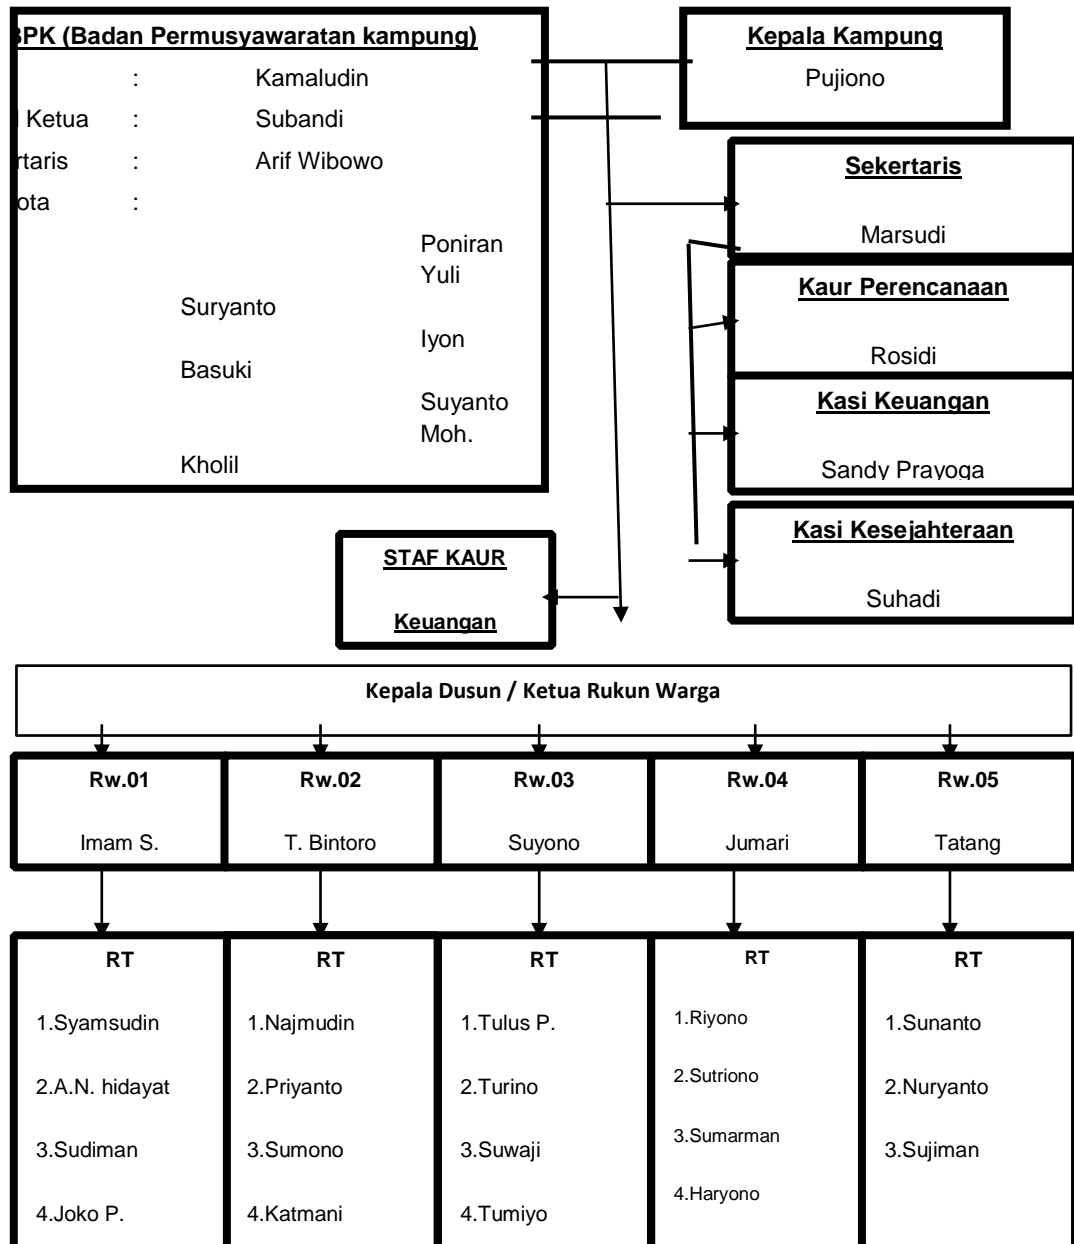 BPK (Badan Permusyawaratan kampung)
: Kamaludin
Ketua : Subandi
rtaris : Arif Wibowo
ota :
Poniran
Yuli
Suryanto
Iyon
Basuki
Suyanto
Moh.
Kholil
Kepala Kampung
Pujiono
Sekertaris
Marsudi
Kaur Perencanaan
Rosidi
Kasi Keuangan
Sandy Prayoga
Kasi Kesejahteraan
Suhadi
STAF KAUR
Keuangan
Kepala Dusun / Ketua Rukun Warga
Rw.01
Imam S.
Rw.02
T. Bintoro
Rw.03
Suyono
Rw.04
Jumari
Rw.05
Tatang
RT
1.Syamsudin
2.A.N. hidayat
3.Sudiman
4.Joko P.
RT
1.Najmudin
2.Priyanto
3.Sumono
4.Katmani
RT
1.Tulus P.
2.Turino
3.Suwaji
4.Tumiyo
RT
1.Riyono
2.Sutriono
3.Sumarman
4.Haryono
RT
1.Sunanto
2.Nuryanto
3.Sujiman